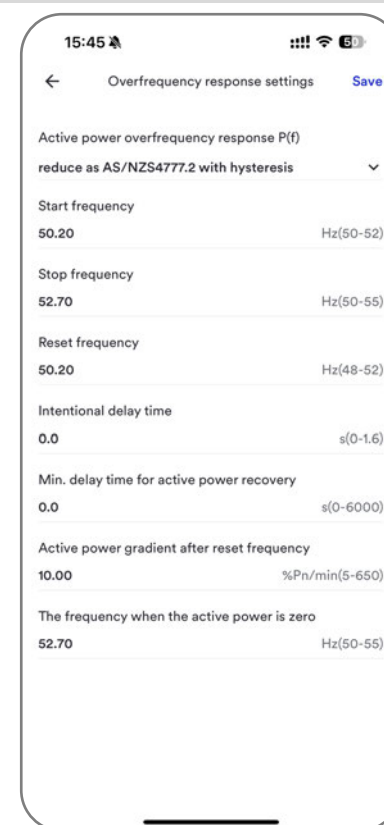 15:45
50
Overfrequency response settings Save
Active power overfrequency response P(f)
reduce as AS/NZS4777.2 with hysteresis
Start frequency
50.20 Hz(50-52)
Stop frequency
52.70 Hz(50-55)
Reset frequency
50.20 Hz(48-52)
Intentional delay time
0.0 s(0-1.6)
Min. delay time for active power recovery
0.0 s(0-6000)
Active power gradient after reset frequency
10.00 %Pn/min(5-650)
The frequency when the active power is zero
52.70 Hz(50-55)